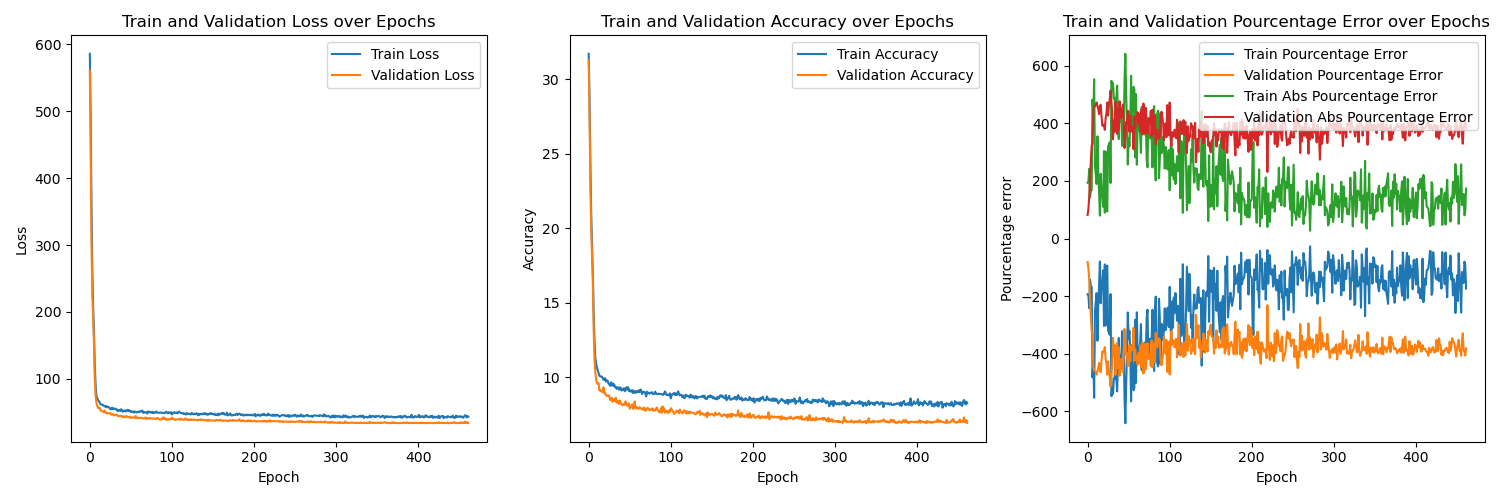 Train and Validation Loss over Epochs
Train Loss
Validation Loss
600
500
400
300
200
100
Loss
0 100 200 300 400
Epoch
Train and Validation Accuracy over Epochs
Train Accuracy
Validation Accuracy
30
25
20
15
10
Accuracy
0 100 200 300 400
Epoch
Train and Validation Pourcentage Error over Epochs
Train Pourcentage Error
Validation Pourcentage Error
Train Abs Pourcentage Error
Validation Abs Pourcentage Error
600
400
200
0
−200
−400
−600
Pourcentage error
0 100 200 300 400
Epoch